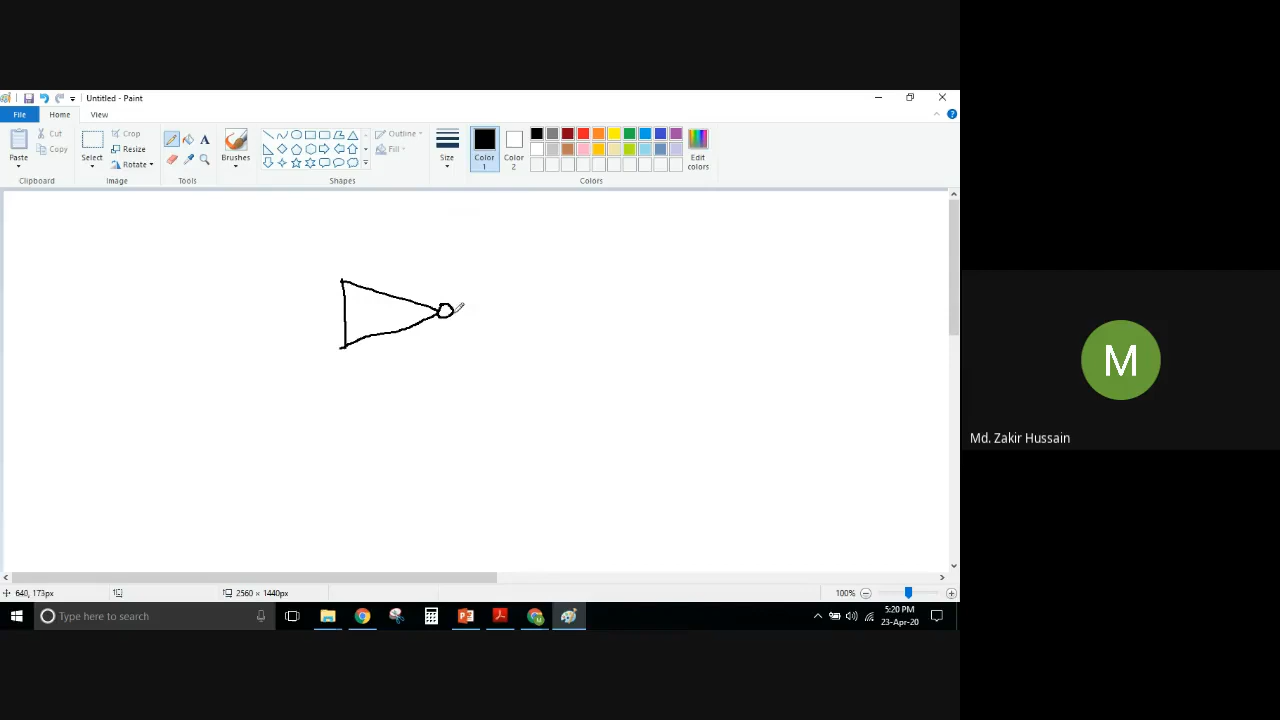 Untitled - Paint
File Home View
Cut
Copy
Paste
Clipboard
Crop
Resize
Rotate
Select
Image
A
Tools
Brushes
Outline
Fill
Shapes
Size
Color 1
Color 2
Edit colors
Colors
640, 173px
2560 × 1440px
100%
Type here to search
5:20 PM
23-Apr-20
M
Md. Zakir Hussain